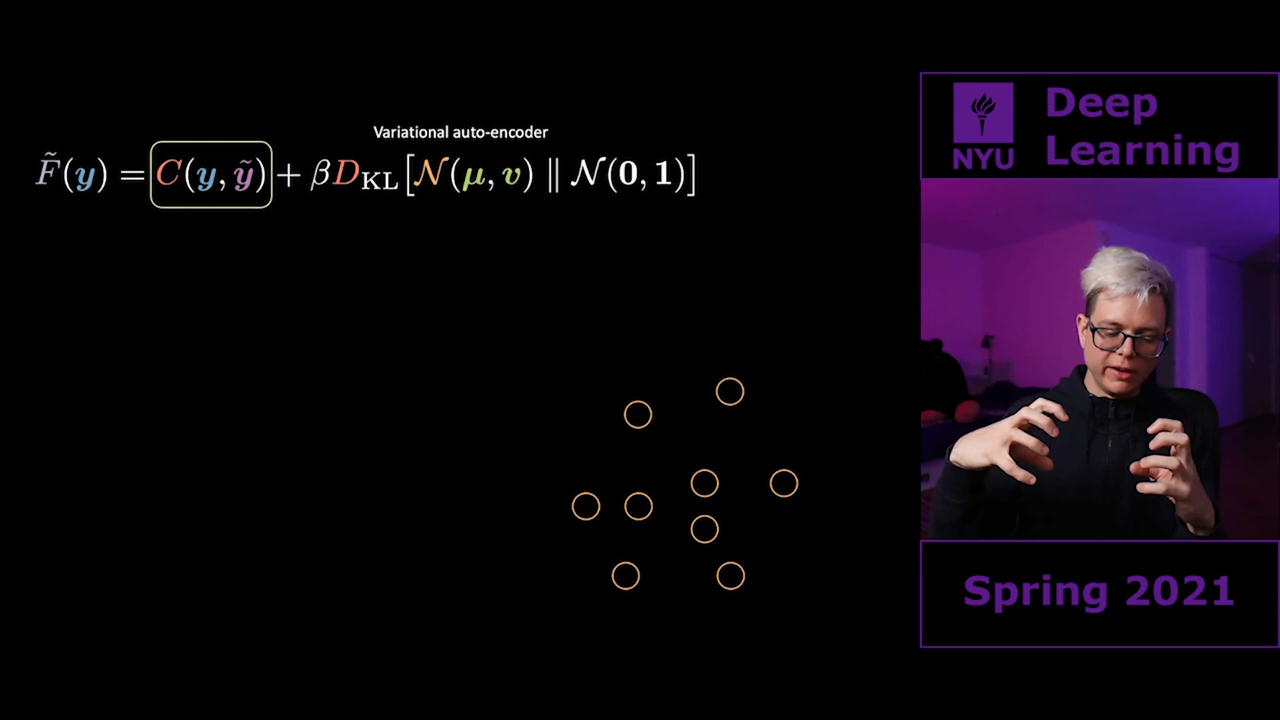 Variational auto-encoder
F̃(y) = C(y, ỹ) + βD_KL[𝒩(μ, v) ∥ 𝒩(0, 1)]
NYU
Deep
Learning
Spring 2021